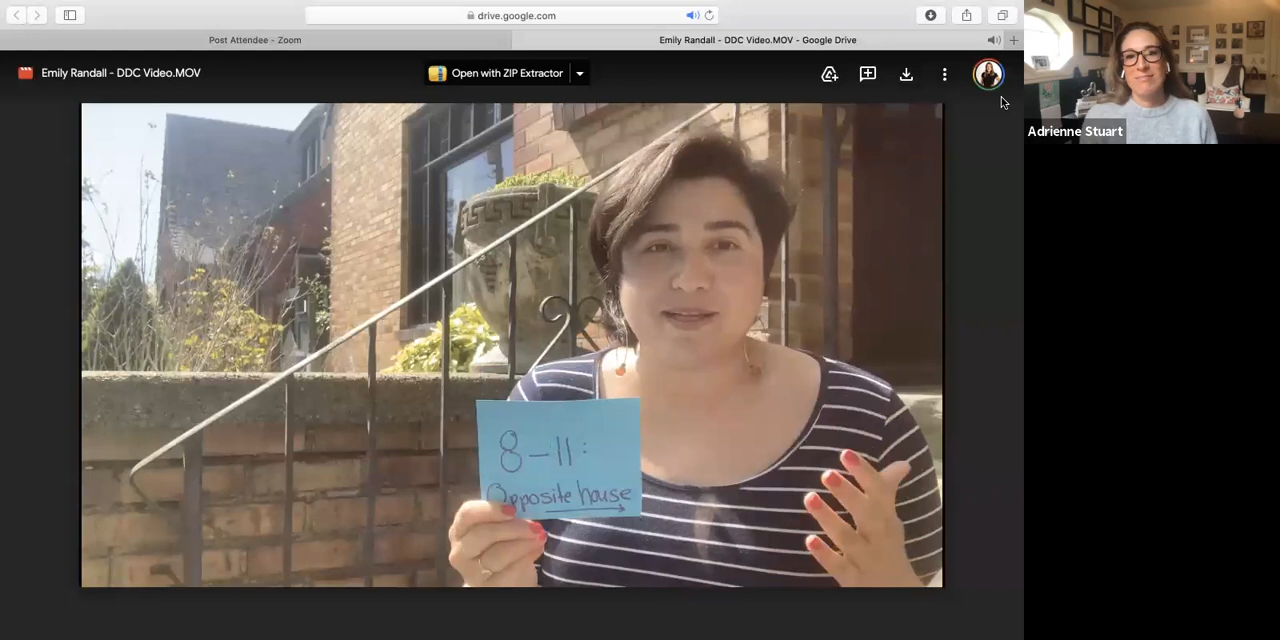 drive.google.com
Post Attendee - Zoom
Emily Randall - DDC Video.MOV - Google Drive
Emily Randall - DDC Video.MOV
Open with ZIP Extractor
Adrienne Stuart
8-11:
Opposite house